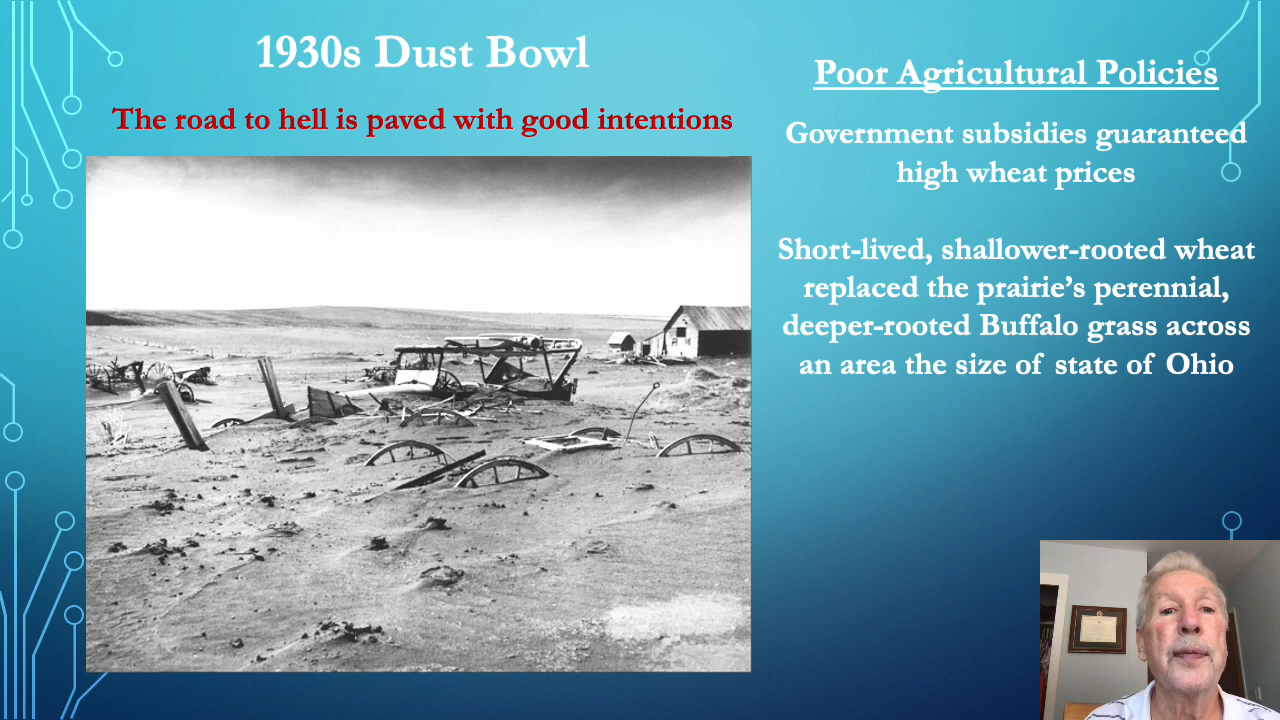 1930s Dust Bowl
The road to hell is paved with good intentions
Poor Agricultural Policies
Government subsidies guaranteed
high wheat prices
Short-lived, shallower-rooted wheat
replaced the prairie’s perennial,
deeper-rooted Buffalo grass across
an area the size of state of Ohio